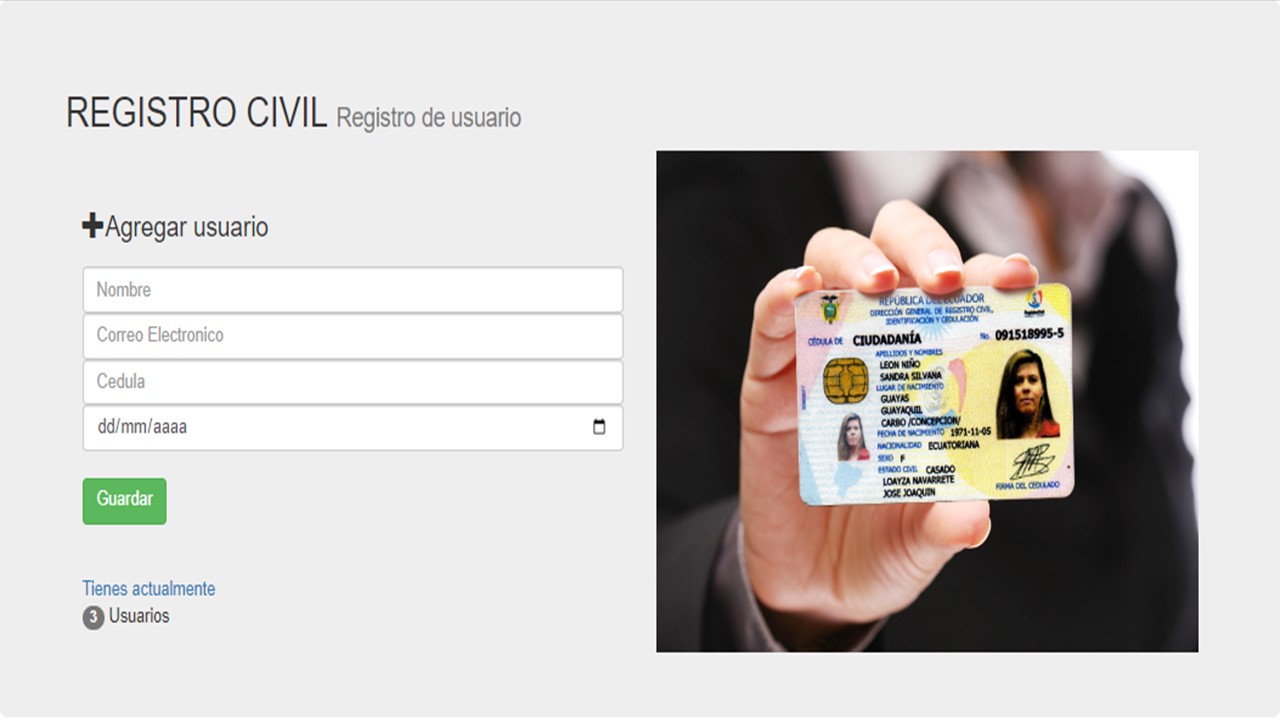 REGISTRO CIVIL Registro de usuario
Agregar usuario
Nombre
Correo Electronico
Cedula
dd/mm/aaaa
Guardar
Tienes actualmente
3 Usuarios
REPÚBLICA DEL ECUADOR
DIRECCIÓN GENERAL DE REGISTRO CIVIL,
IDENTIFICACIÓN Y CEDULACIÓN
CÉDULA DE CIUDADANÍA No. 091518995-5
APELLIDOS Y NOMBRES
LEON NIÑO
SANDRA SILVANA
LUGAR DE NACIMIENTO
GUAYAS
GUAYAQUIL
CARBO /CONCEPCION/
FECHA DE NACIMIENTO 1971-11-05
NACIONALIDAD ECUATORIANA
SEXO F
ESTADO CIVIL CASADO
LOAYZA NAVARRETE
JOSE JOAQUIN
FIRMA DEL CEDULADO